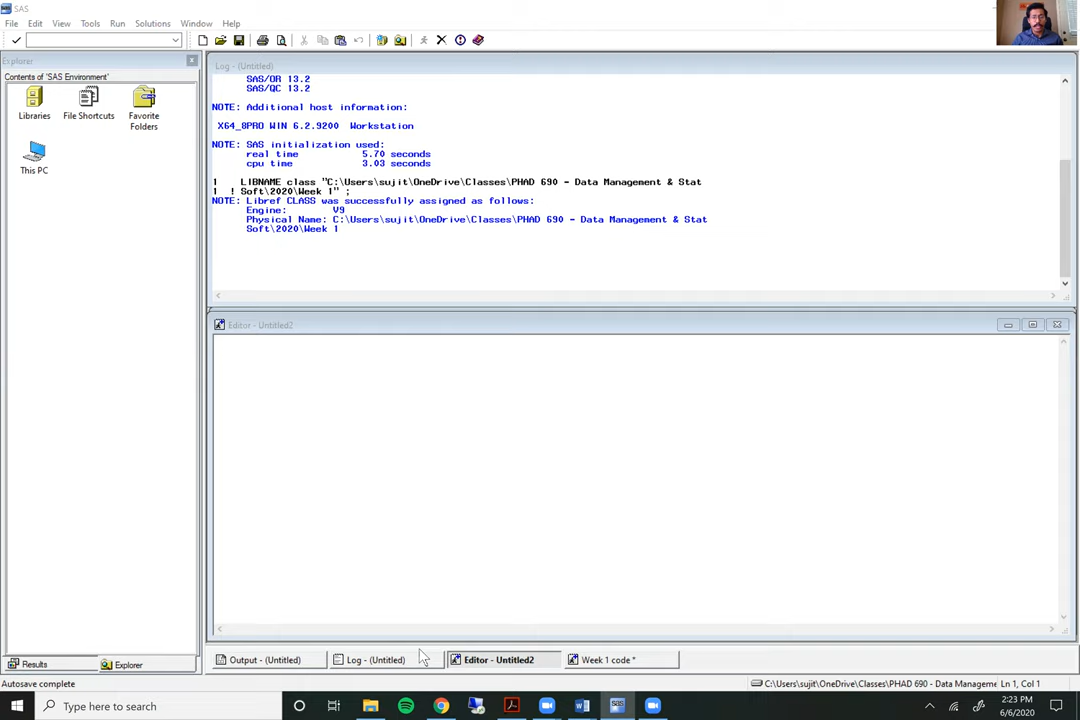 SAS
File Edit View Tools Run Solutions Window Help
Explorer
Contents of 'SAS Environment'
Libraries
File Shortcuts
Favorite Folders
This PC
Log - (Untitled)
SAS/OR 13.2
SAS/QC 13.2
NOTE: Additional host information:
X64_8PRO WIN 6.2.9200 Workstation
NOTE: SAS initialization used:
real time 5.70 seconds
cpu time 3.03 seconds
1 LIBNAME class "C:\Users\sujit\OneDrive\Classes\PHAD 690 - Data Management & Stat
1 ! Soft\2020\Week 1" ;
NOTE: Libref CLASS was successfully assigned as follows:
Engine: V9
Physical Name: C:\Users\sujit\OneDrive\Classes\PHAD 690 - Data Management & Stat
Soft\2020\Week 1
Editor - Untitled2
Results
Explorer
Output - (Untitled)
Log - (Untitled)
Editor - Untitled2
Week 1 code *
Autosave complete
C:\Users\sujit\OneDrive\Classes\PHAD 690 - Data Manageme
Ln 1, Col 1
Type here to search
2:23 PM
6/6/2020